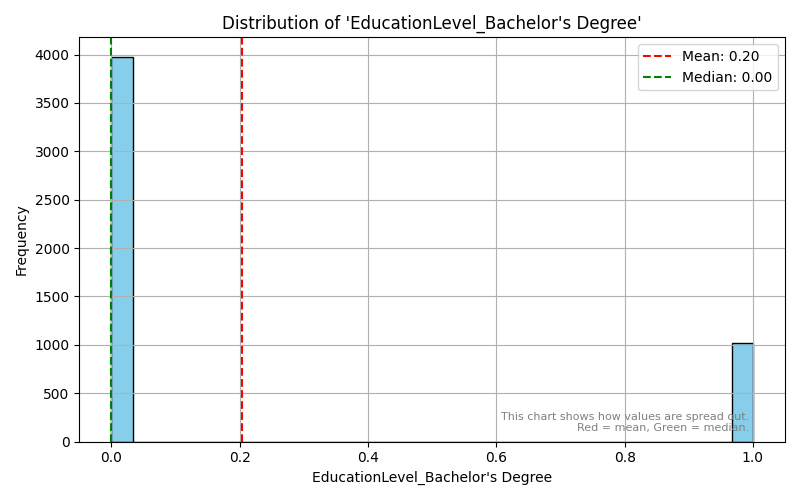 Distribution of 'EducationLevel_Bachelor's Degree'
Mean: 0.20
Median: 0.00
Frequency
4000
3500
3000
2500
2000
1500
1000
500
0
This chart shows how values are spread out.
Red = mean, Green = median.
0.0 0.2 0.4 0.6 0.8 1.0
EducationLevel_Bachelor's Degree